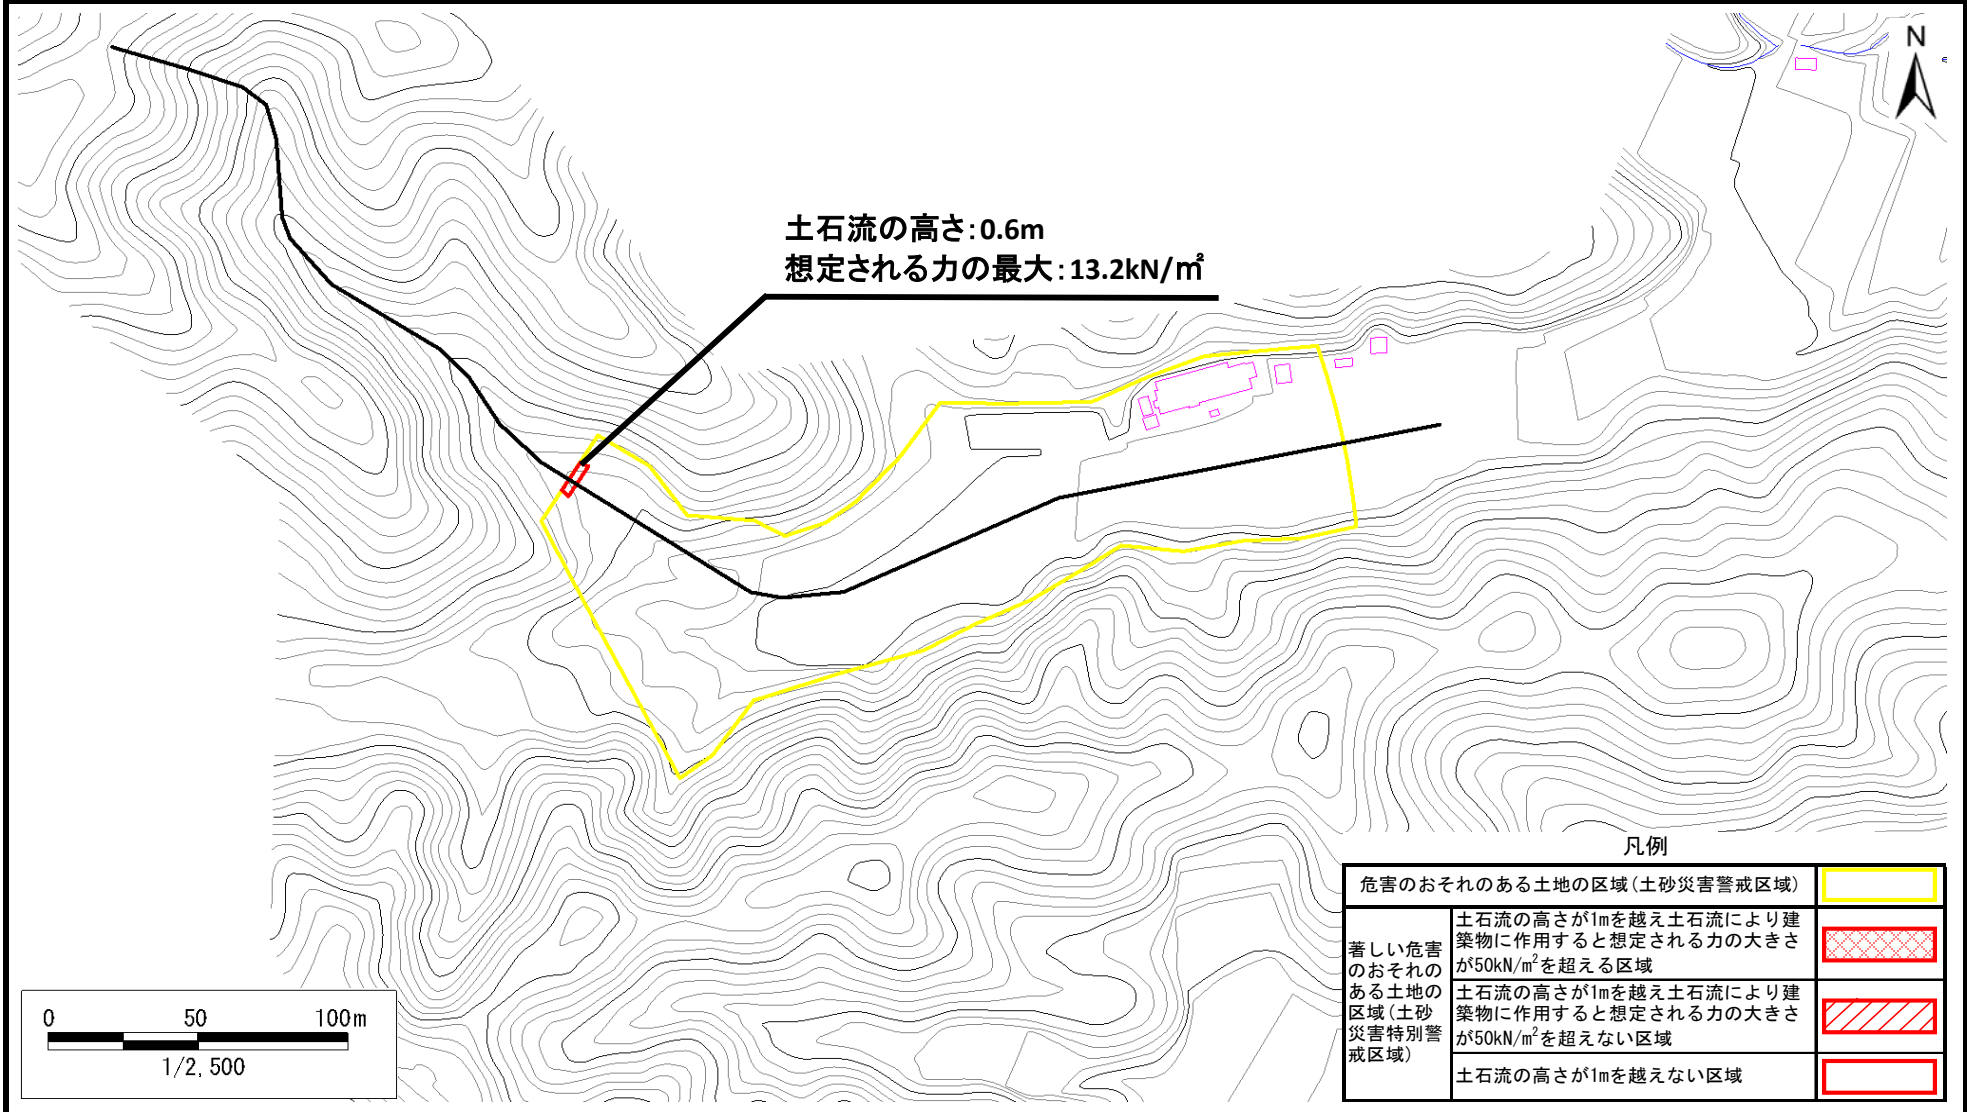 N
土石流の高さ:0.6m
想定される力の最大:13.2kN/㎡
凡例
危害のおそれのある土地の区域(土砂災害警戒区域)
著しい危害
のおそれの
ある土地の
区域(土砂
災害特別警
戒区域)
土石流の高さが1mを越え土石流により建
築物に作用すると想定される力の大きさ
が50kN/m²を超える区域
土石流の高さが1mを越え土石流により建
築物に作用すると想定される力の大きさ
が50kN/m²を超えない区域
土石流の高さが1mを越えない区域
0 50 100m
1/2,500